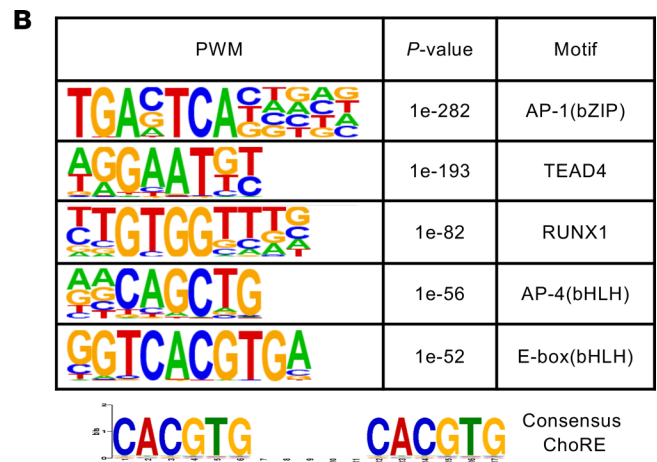 B
PWM P-value Motif
TGACTCACTGAG 1e-282 AP-1(bZIP)
AGGAATGT 1e-193 TEAD4
TTGTGGTTTG 1e-82 RUNX1
AACAGCTG 1e-56 AP-4(bHLH)
GGTCACGTGA 1e-52 E-box(bHLH)
CACGTG CACGTG
Consensus
ChoRE